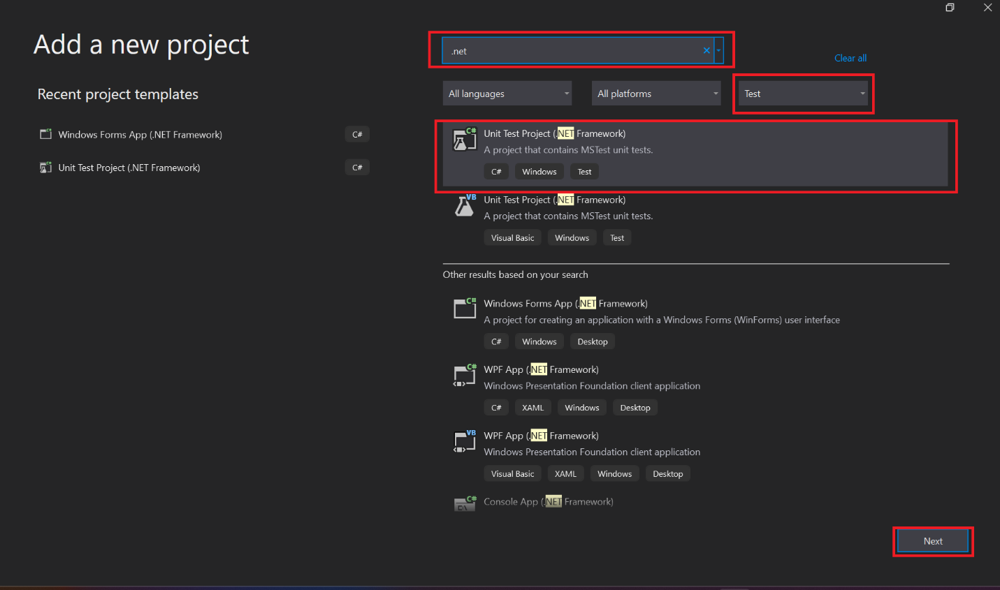 Add a new project
Recent project templates
Windows Forms App (.NET Framework)
C#
Unit Test Project (.NET Framework)
C#
.net
Clear all
All languages
All platforms
Test
C#
Unit Test Project (.NET Framework)
A project that contains MSTest unit tests.
C# Windows Test
VB
Unit Test Project (.NET Framework)
A project that contains MSTest unit tests.
Visual Basic Windows Test
Other results based on your search
C#
Windows Forms App (.NET Framework)
A project for creating an application with a Windows Forms (WinForms) user interface
C# Windows Desktop
C#
WPF App (.NET Framework)
Windows Presentation Foundation client application
C# XAML Windows Desktop
VB
WPF App (.NET Framework)
Windows Presentation Foundation client application
Visual Basic XAML Windows Desktop
C#
Console App (.NET Framework)
Next